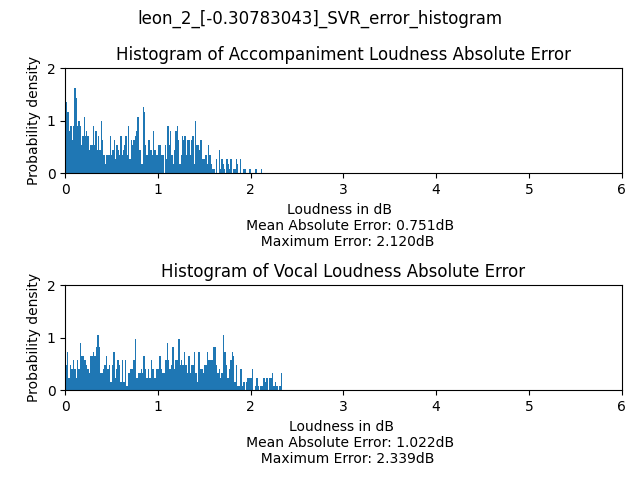 leon_2_[-0.30783043]_SVR_error_histogram
Histogram of Accompaniment Loudness Absolute Error
Probability density
2
1
0
0 1 2 3 4 5 6
Loudness in dB
Mean Absolute Error: 0.751dB
Maximum Error: 2.120dB
Histogram of Vocal Loudness Absolute Error
Probability density
2
1
0
0 1 2 3 4 5 6
Loudness in dB
Mean Absolute Error: 1.022dB
Maximum Error: 2.339dB